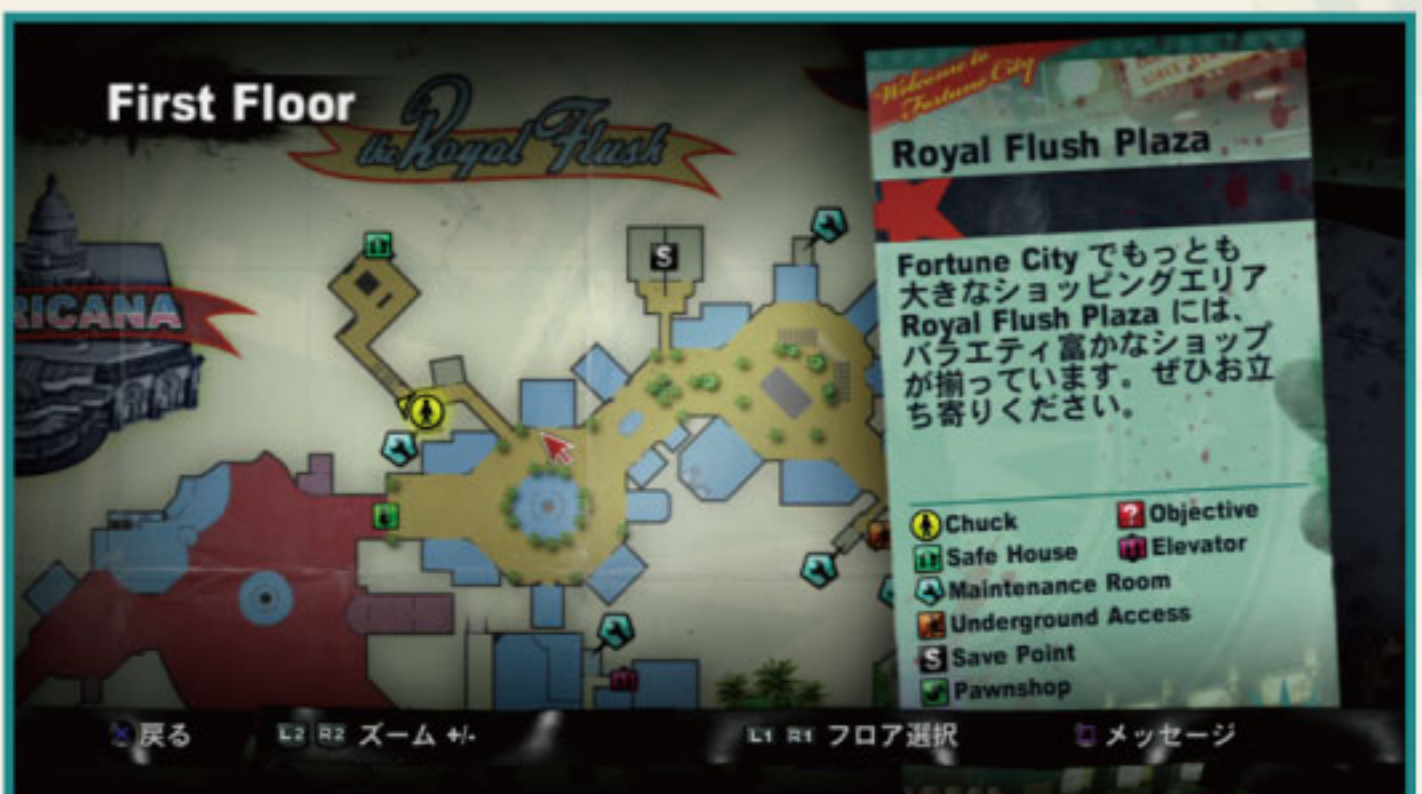 First Floor
the Royal Flush
RICANA
Welcome to
Fortune City
Royal Flush Plaza
Fortune City でもっとも
大きなショッピングエリア
Royal Flush Plaza には、
バラエティ富かなショップ
が揃っています。ぜひお立
ち寄りください。
Chuck
Objective
Safe House
Elevator
Maintenance Room
Underground Access
S Save Point
Pawnshop
S
戻る
L2 R2 ズーム +/-
L1 R1 フロア選択
メッセージ